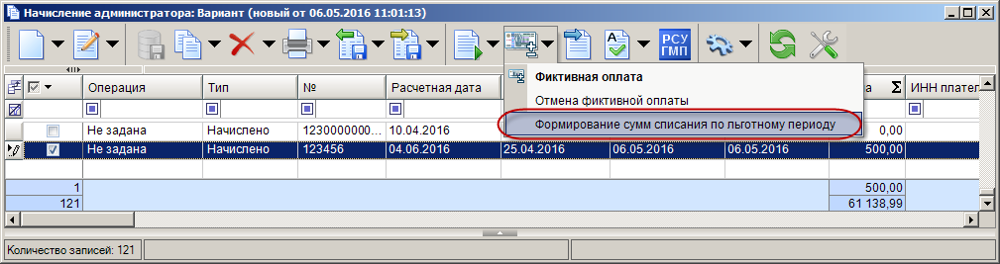 Начисление администратора: Вариант (новый от 06.05.2016 11:01:13)
РСУ
ГМП
Фиктивная оплата
Отмена фиктивной оплаты
Формирование сумм списания по льготному периоду
Операция Тип № Расчетная дата а Σ ИНН плател
Не задана Начислено 1230000000... 10.04.2016 0,00
Не задана Начислено 123456 04.06.2016 25.04.2016 06.05.2016 06.05.2016 500,00
1 500,00
121 61 138,99
Количество записей: 121